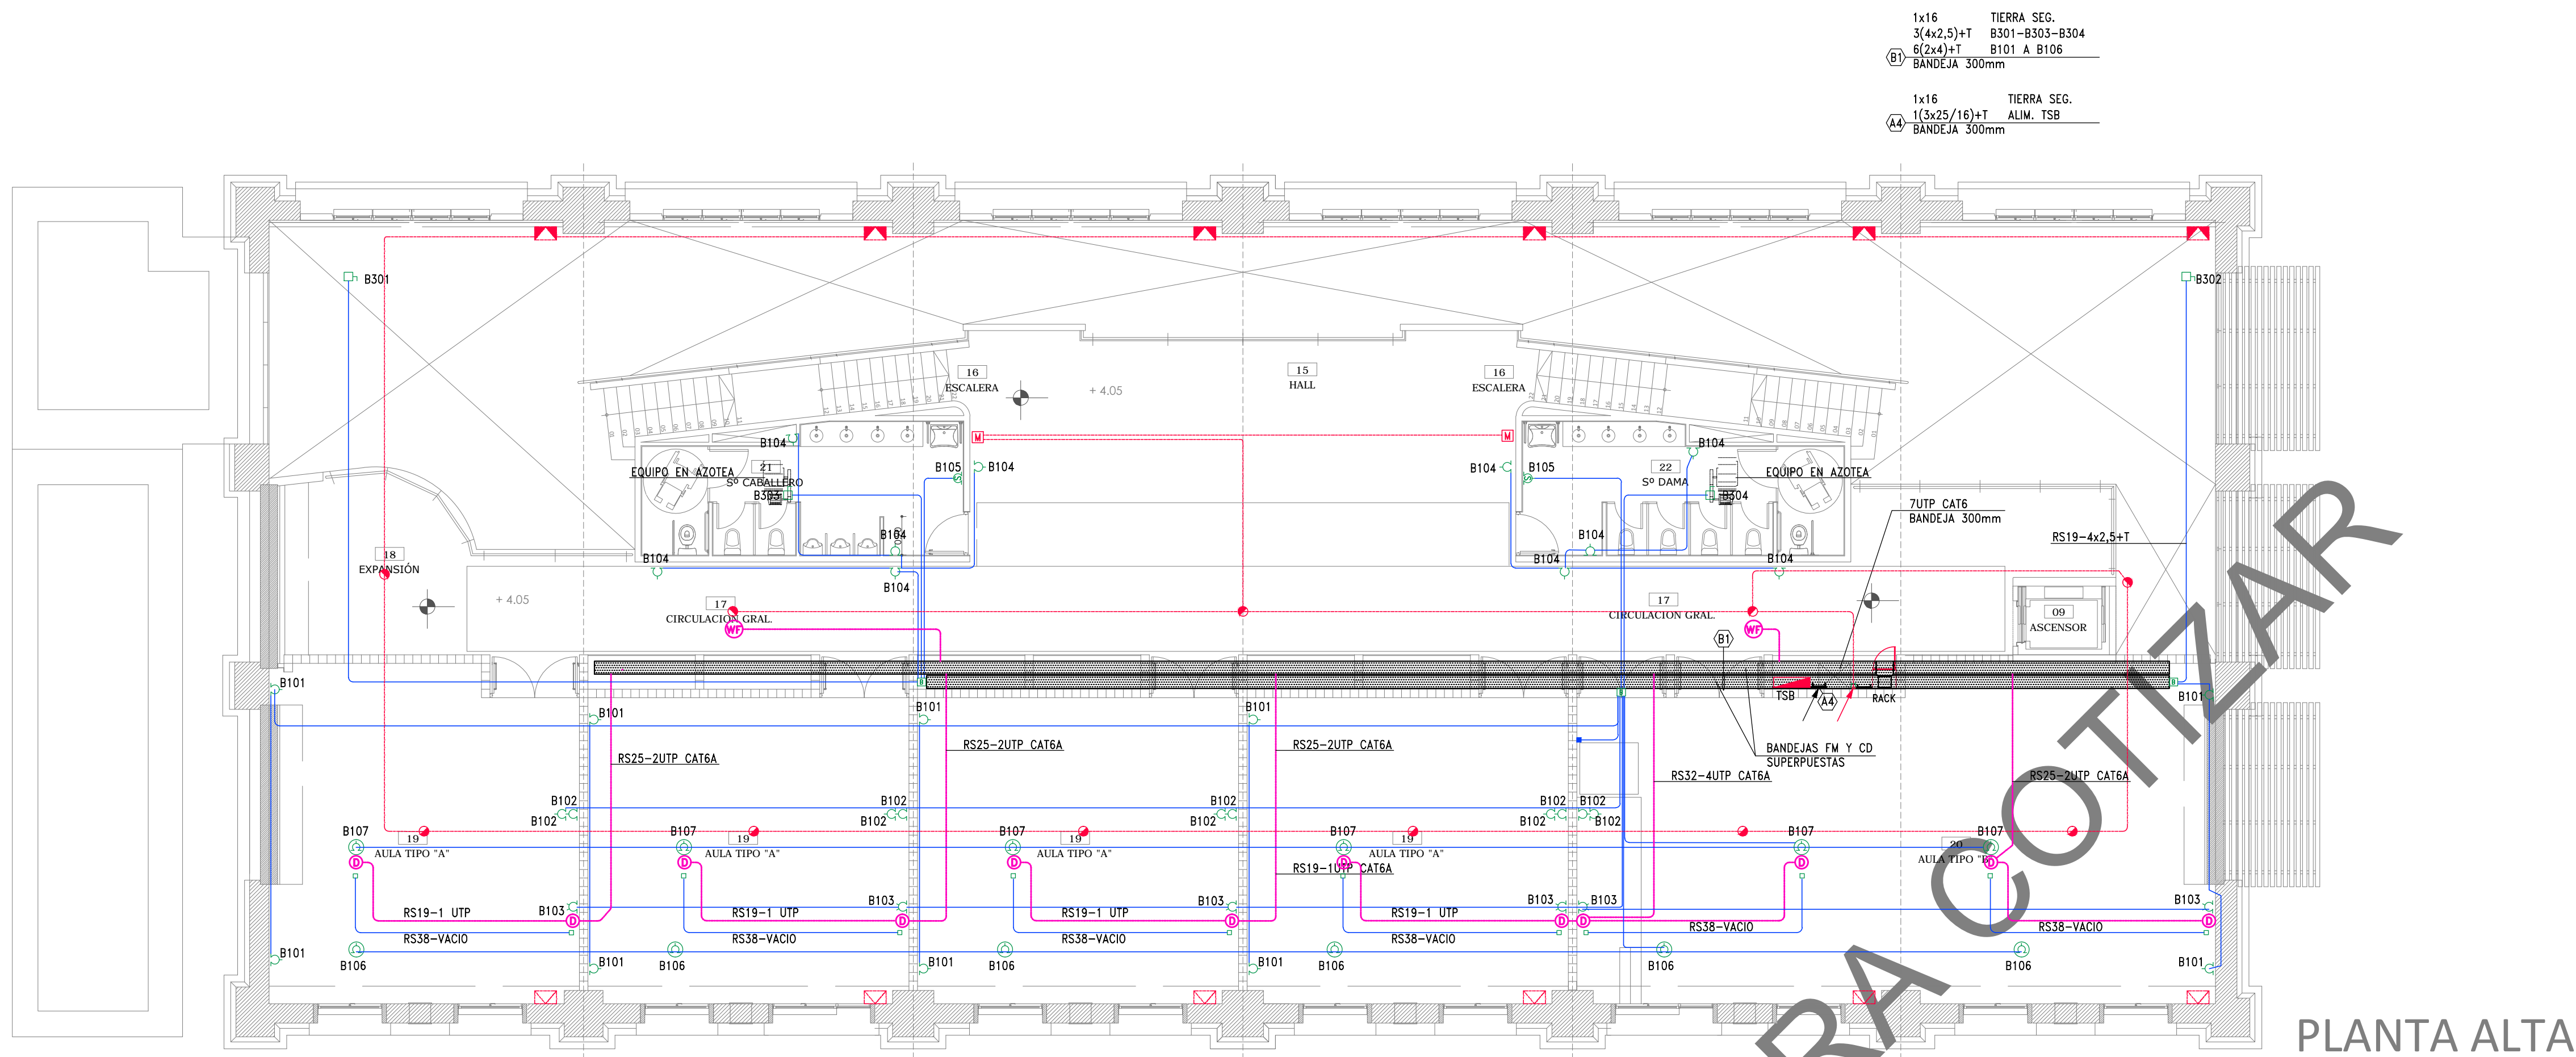 1x16 TIERRA SEG.
3(4x2,5)+T B301-B303-B304
6(2x4)+T B101 A B106
B1
BANDEJA 300mm
1x16 TIERRA SEG.
1(3x25/16)+T ALIM. TSB
A4
BANDEJA 300mm
B301
B302
16
ESCALERA
+ 4.05
15
HALL
16
ESCALERA
B104
M
M
B104
EQUIPO EN AZOTEA
21
Sº CABALLERO
B303
B105
B104
B104
B105
22
Sº DAMA
EQUIPO EN AZOTEA
B304
7UTP CAT6
BANDEJA 300mm
RS19-4x2,5+T
B104
18
EXPANSIÓN
B104
B104
B104
B104
+ 4.05
17
CIRCULACION GRAL.
WF
17
CIRCULACION GRAL.
WF
09
ASCENSOR
B1
B101
TSB
A4
RACK
B101
B101
B101
B101
RS25-2UTP CAT6A
RS25-2UTP CAT6A
RS25-2UTP CAT6A
BANDEJAS FM Y CD
SUPERPUESTAS
RS32-4UTP CAT6A
RS25-2UTP CAT6A
B102
B102
B102
B102
B102
B102
B102
B102
B102
B102
B107
19
AULA TIPO "A"
B107
19
AULA TIPO "A"
B107
19
AULA TIPO "A"
B107
19
AULA TIPO "A"
B107
B107
20
AULA TIPO "B"
D
D
D
D
D
RS19-1UTP CAT6A
RS19-1 UTP
B103
D
RS19-1 UTP
B103
D
RS19-1 UTP
B103
D
RS19-1 UTP
B103
D
B103
D
B103
D
RS38-VACIO
RS38-VACIO
RS38-VACIO
RS38-VACIO
RS38-VACIO
RS38-VACIO
B101
B106
B101
B106
B101
B106
B101
B106
B106
B106
B101
RA COTIZAR
PLANTA ALTA